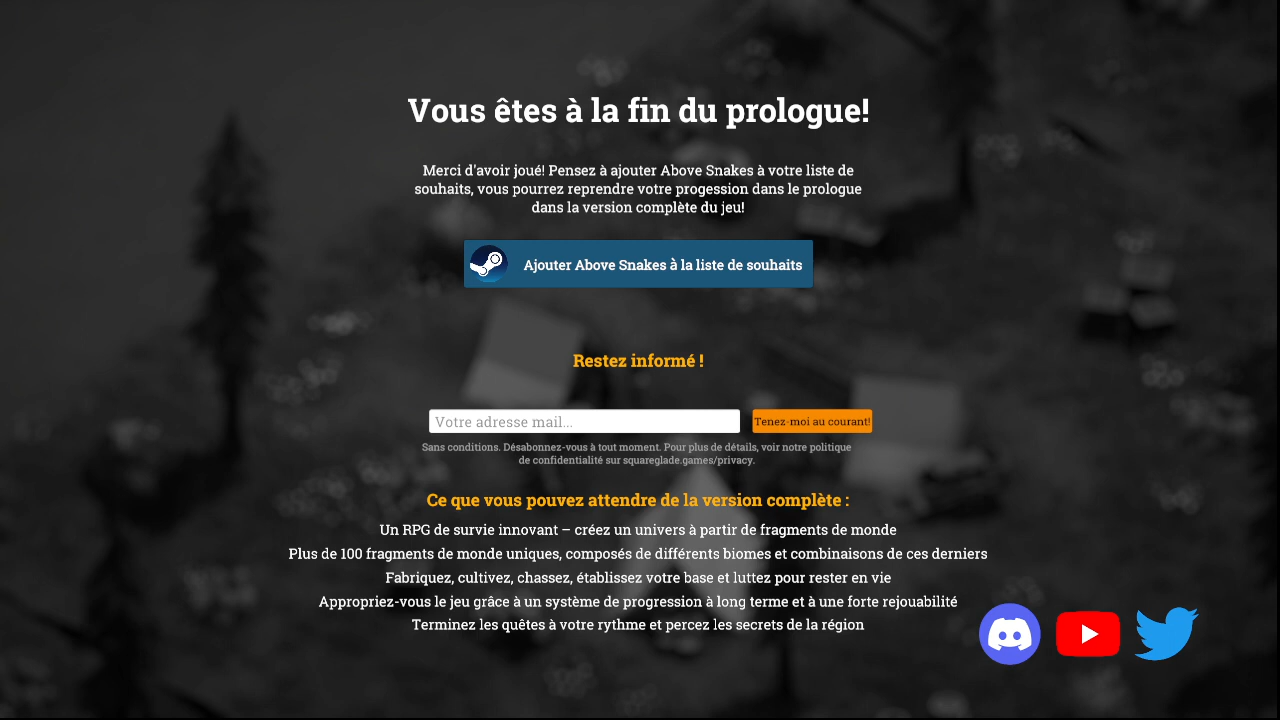 Vous êtes à la fin du prologue!
Merci d'avoir joué! Pensez à ajouter Above Snakes à votre liste de
souhaits, vous pourrez reprendre votre progession dans le prologue
dans la version complète du jeu!
Ajouter Above Snakes à la liste de souhaits
Restez informé !
Votre adresse mail... Tenez-moi au courant!
Sans conditions. Désabonnez-vous à tout moment. Pour plus de détails, voir notre politique
de confidentialité sur squareglade.games/privacy.
Ce que vous pouvez attendre de la version complète :
Un RPG de survie innovant – créez un univers à partir de fragments de monde
Plus de 100 fragments de monde uniques, composés de différents biomes et combinaisons de ces derniers
Fabriquez, cultivez, chassez, établissez votre base et luttez pour rester en vie
Appropriez-vous le jeu grâce à un système de progression à long terme et à une forte rejouabilité
Terminez les quêtes à votre rythme et percez les secrets de la région